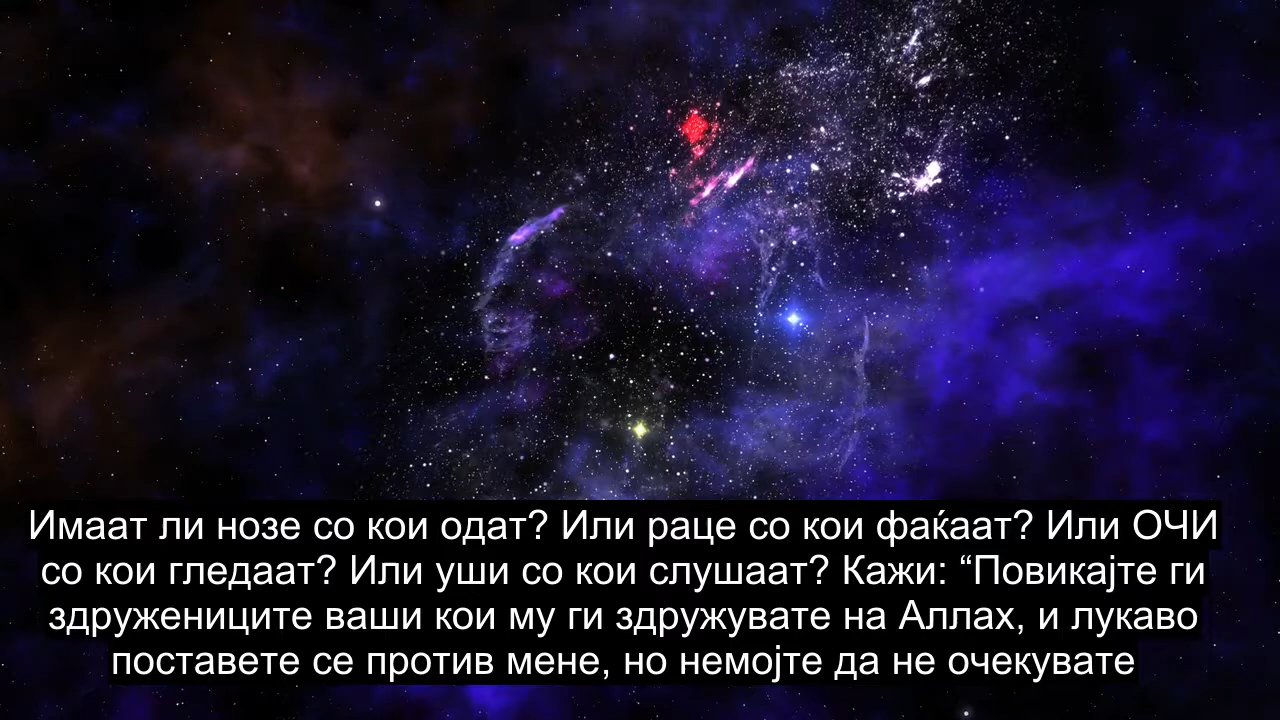 Имаат ли нозе со кои одат? Или раце со кои фаќаат? Или ОЧИ
со кои гледаат? Или уши со кои слушаат? Кажи: “Повикајте ги
здружениците ваши кои му ги здружувате на Аллах, и лукаво
поставете се против мене, но немојте да не очекувате